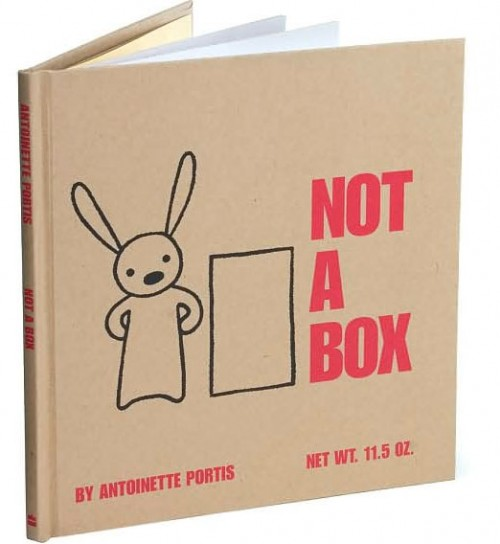 ANTOINETTE PORTIS
NOT A BOX
NOT
A
BOX
BY ANTOINETTE PORTIS
NET WT. 11.5 OZ.